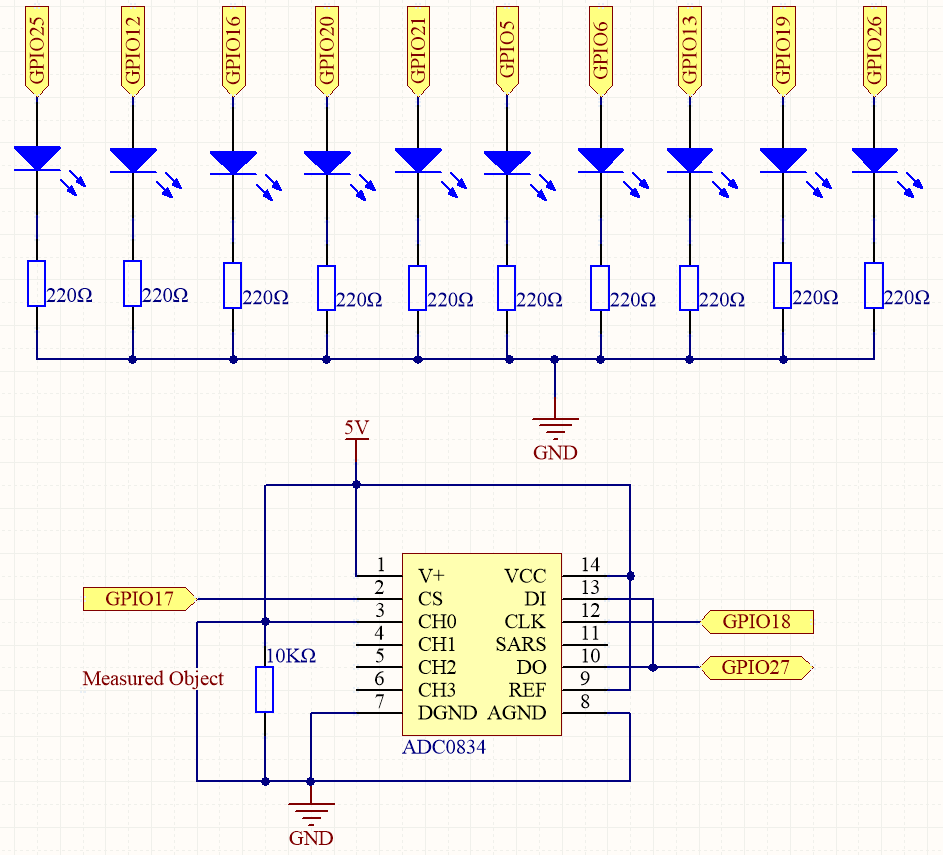 GPIO25 GPIO12 GPIO16 GPIO20 GPIO21 GPIO5 GPIO6 GPIO13 GPIO19 GPIO26
220Ω 220Ω 220Ω 220Ω 220Ω 220Ω 220Ω 220Ω 220Ω 220Ω
GND
5V
1 V+ VCC 14
GPIO17 2 CS DI 13
3 CH0 CLK 12 GPIO18
4 CH1 SARS 11
10KΩ
5 CH2 DO 10 GPIO27
Measured Object
6 CH3 REF 9
7 DGND AGND 8
ADC0834
GND